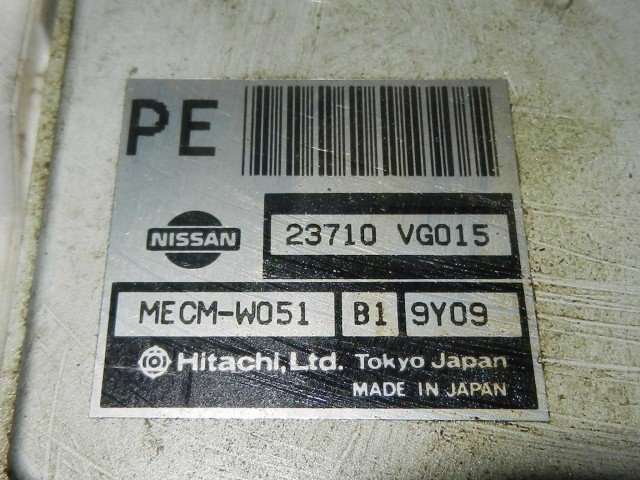 PE
NISSAN
23710 VG015
MECM-W051 B1 9Y09
Hitachi, Ltd. Tokyo Japan
MADE IN JAPAN